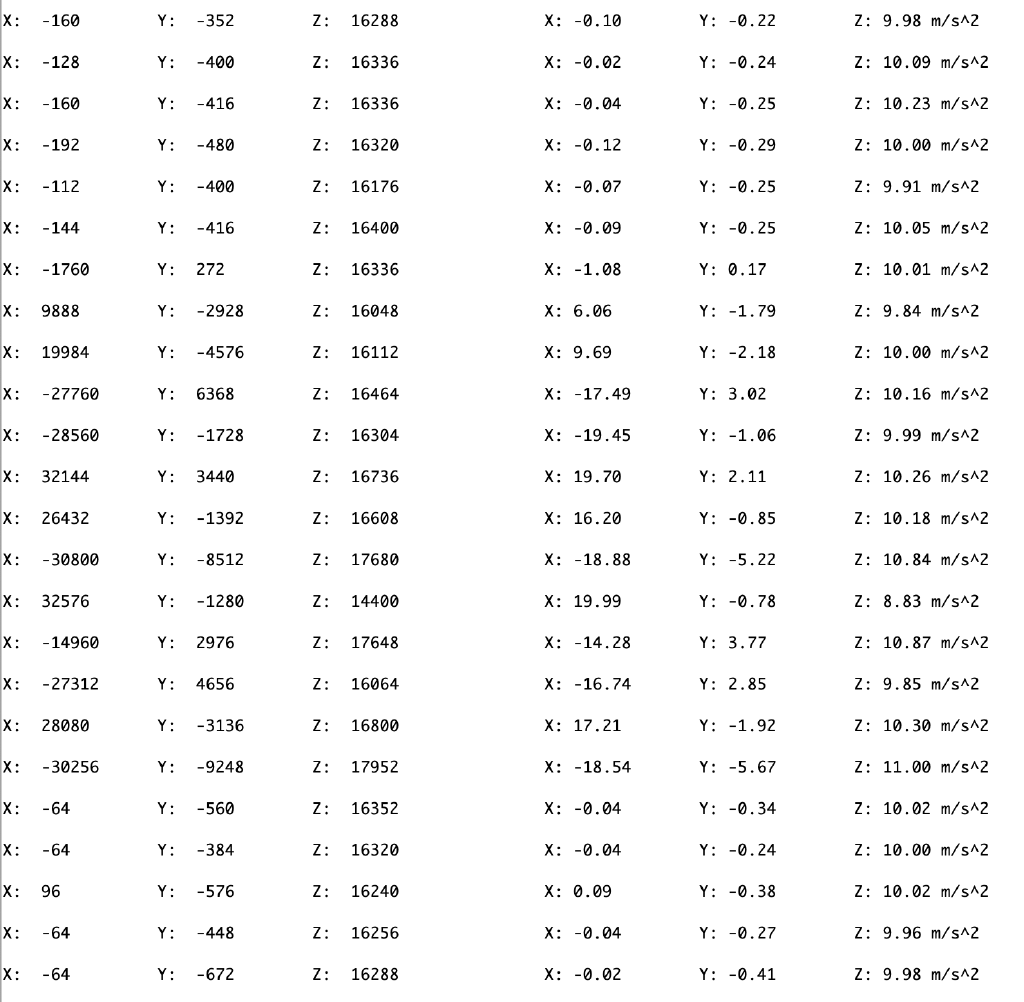 X:  -160      Y:  -352      Z:  16288      X: -0.10      Y: -0.22      Z: 9.98 m/s^2
X:  -128      Y:  -400      Z:  16336      X: -0.02      Y: -0.24      Z: 10.09 m/s^2
X:  -160      Y:  -416      Z:  16336      X: -0.04      Y: -0.25      Z: 10.23 m/s^2
X:  -192      Y:  -480      Z:  16320      X: -0.12      Y: -0.29      Z: 10.00 m/s^2
X:  -112      Y:  -400      Z:  16176      X: -0.07      Y: -0.25      Z: 9.91 m/s^2
X:  -144      Y:  -416      Z:  16400      X: -0.09      Y: -0.25      Z: 10.05 m/s^2
X:  -1760      Y:  272      Z:  16336      X: -1.08      Y: 0.17      Z: 10.01 m/s^2
X:  9888      Y:  -2928      Z:  16048      X: 6.06      Y: -1.79      Z: 9.84 m/s^2
X:  19984      Y:  -4576      Z:  16112      X: 9.69      Y: -2.18      Z: 10.00 m/s^2
X:  -27760      Y:  6368      Z:  16464      X: -17.49      Y: 3.02      Z: 10.16 m/s^2
X:  -28560      Y:  -1728      Z:  16304      X: -19.45      Y: -1.06      Z: 9.99 m/s^2
X:  32144      Y:  3440      Z:  16736      X: 19.70      Y: 2.11      Z: 10.26 m/s^2
X:  26432      Y:  -1392      Z:  16608      X: 16.20      Y: -0.85      Z: 10.18 m/s^2
X:  -30800      Y:  -8512      Z:  17680      X: -18.88      Y: -5.22      Z: 10.84 m/s^2
X:  32576      Y:  -1280      Z:  14400      X: 19.99      Y: -0.78      Z: 8.83 m/s^2
X:  -14960      Y:  2976      Z:  17648      X: -14.28      Y: 3.77      Z: 10.87 m/s^2
X:  -27312      Y:  4656      Z:  16064      X: -16.74      Y: 2.85      Z: 9.85 m/s^2
X:  28080      Y:  -3136      Z:  16800      X: 17.21      Y: -1.92      Z: 10.30 m/s^2
X:  -30256      Y:  -9248      Z:  17952      X: -18.54      Y: -5.67      Z: 11.00 m/s^2
X:  -64      Y:  -560      Z:  16352      X: -0.04      Y: -0.34      Z: 10.02 m/s^2
X:  -64      Y:  -384      Z:  16320      X: -0.04      Y: -0.24      Z: 10.00 m/s^2
X:  96      Y:  -576      Z:  16240      X: 0.09      Y: -0.38      Z: 10.02 m/s^2
X:  -64      Y:  -448      Z:  16256      X: -0.04      Y: -0.27      Z: 9.96 m/s^2
X:  -64      Y:  -672      Z:  16288      X: -0.02      Y: -0.41      Z: 9.98 m/s^2